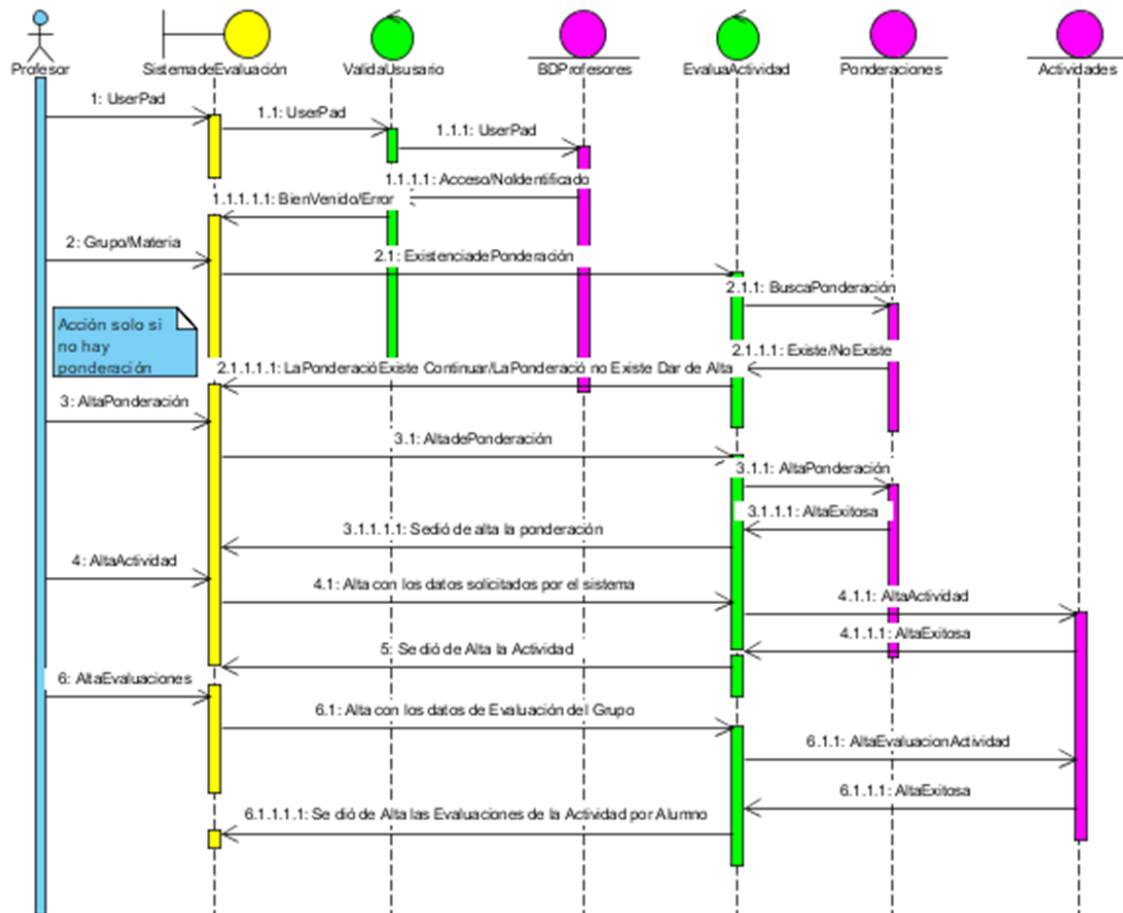 Profesor
SistemadeEvaluación
ValidaUsusario
BDProfesores
EvaluaActividad
Ponderaciones
Actividades
1: UserPad
1.1: UserPad
1.1.1: UserPad
1.1.1.1: Acceso/NoIdentificado
1.1.1.1.1: BienVenido/Error
2: Grupo/Materia
2.1: ExistenciadePonderación
2.1.1: BuscaPonderación
Acción solo si
no hay
ponderación
2.1.1.1: Existe/NoExiste
2.1.1.1.1: LaPonderacióExiste Continuar/LaPonderació no Existe Dar de Alta
3: AltaPonderación
3.1: AltadePonderación
3.1.1: AltaPonderación
3.1.1.1: AltaExitosa
3.1.1.1.1: Sedió de alta la ponderación
4: AltaActividad
4.1: Alta con los datos solicitados por el sistema
4.1.1: AltaActividad
4.1.1.1: AltaExitosa
5: Se dió de Alta la Actividad
6: AltaEvaluaciones
6.1: Alta con los datos de Evaluación del Grupo
6.1.1: AltaEvaluacionActividad
6.1.1.1: AltaExitosa
6.1.1.1.1: Se dió de Alta las Evaluaciones de la Actividad por Alumno